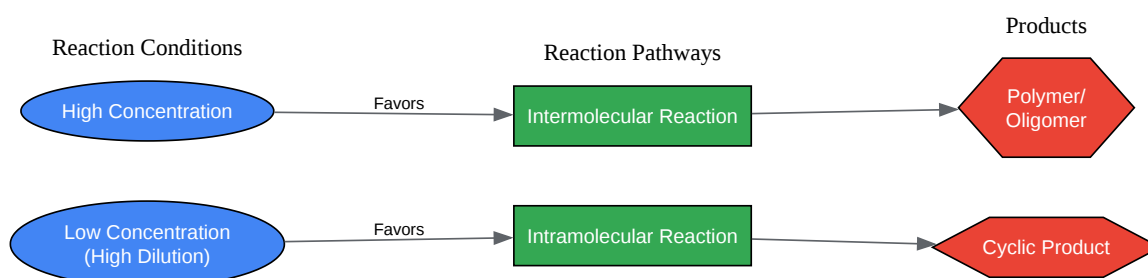 Reaction Conditions
Reaction Pathways
Products
High Concentration
Favors
Intermolecular Reaction
Polymer/
Oligomer
Low Concentration
(High Dilution)
Favors
Intramolecular Reaction
Cyclic Product